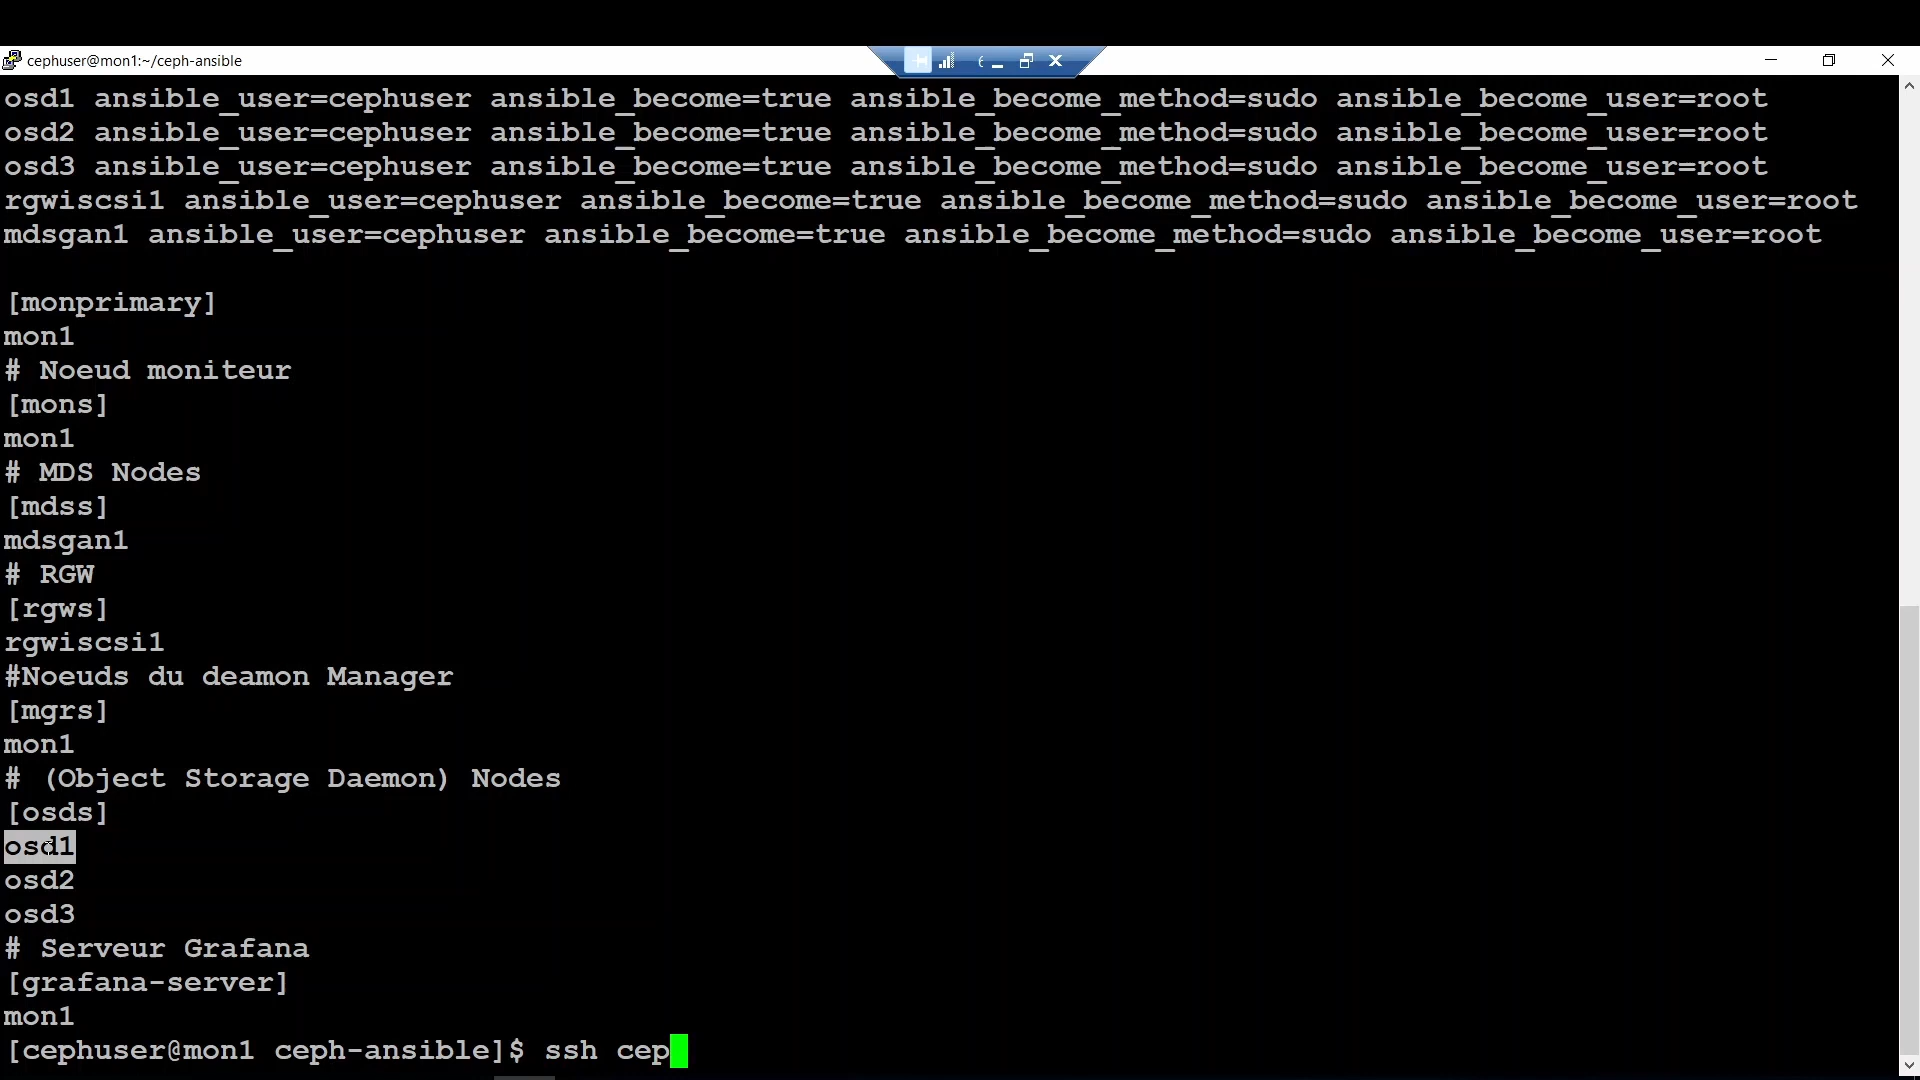 cephuser@mon1:~/ceph-ansible
osd1 ansible_user=cephuser ansible_become=true ansible_become_method=sudo ansible_become_user=root
osd2 ansible_user=cephuser ansible_become=true ansible_become_method=sudo ansible_become_user=root
osd3 ansible_user=cephuser ansible_become=true ansible_become_method=sudo ansible_become_user=root
rgwiscsi1 ansible_user=cephuser ansible_become=true ansible_become_method=sudo ansible_become_user=root
mdsgan1 ansible_user=cephuser ansible_become=true ansible_become_method=sudo ansible_become_user=root
[monprimary]
mon1
# Noeud moniteur
[mons]
mon1
# MDS Nodes
[mdss]
mdsgan1
# RGW
[rgws]
rgwiscsi1
#Noeuds du deamon Manager
[mgrs]
mon1
# (Object Storage Daemon) Nodes
[osds]
osd1
osd2
osd3
# Serveur Grafana
[grafana-server]
mon1
[cephuser@mon1 ceph-ansible]$ ssh cep